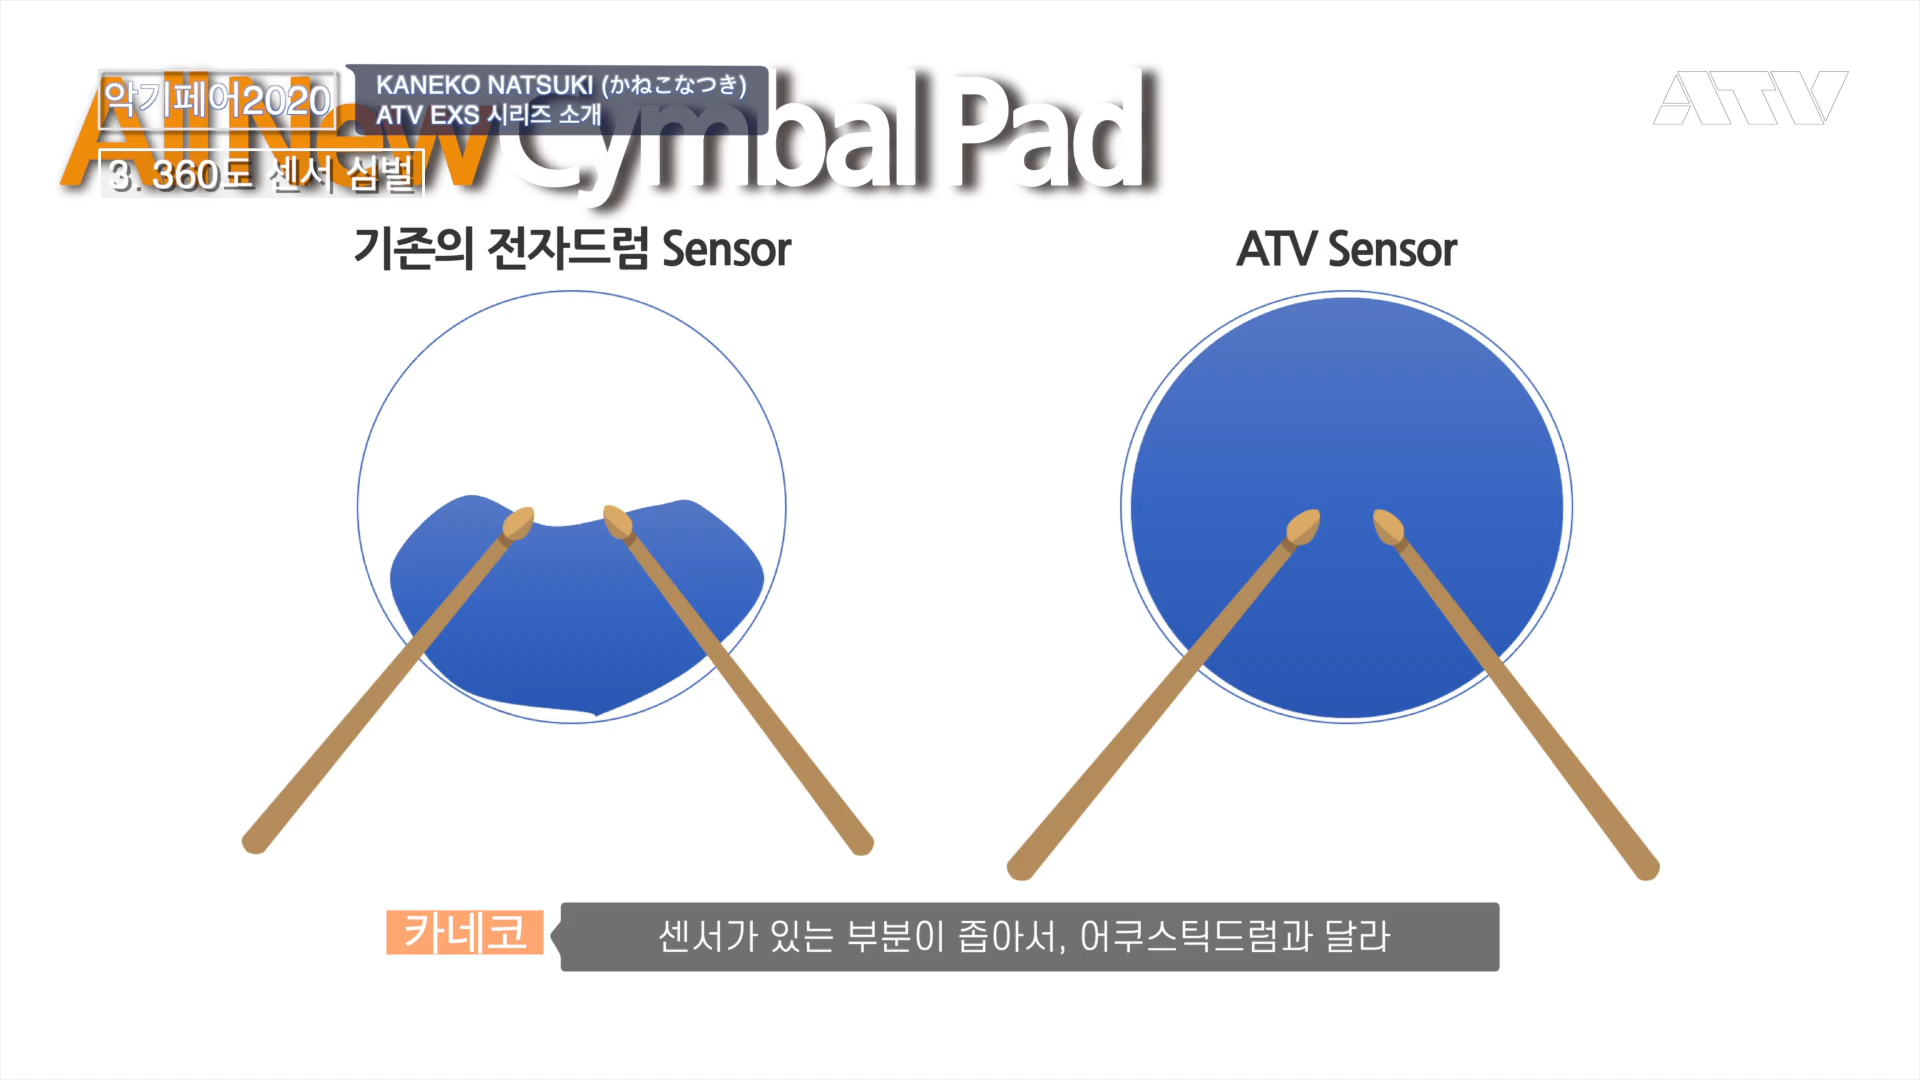 All New Cymbal Pad
악기페어2020
KANEKO NATSUKI (かねこなつき)
ATV EXS 시리즈 소개
3. 360도 센서 심벌
ATV
기존의 전자드럼 Sensor
ATV Sensor
카네코
센서가 있는 부분이 좁아서, 어쿠스틱드럼과 달라